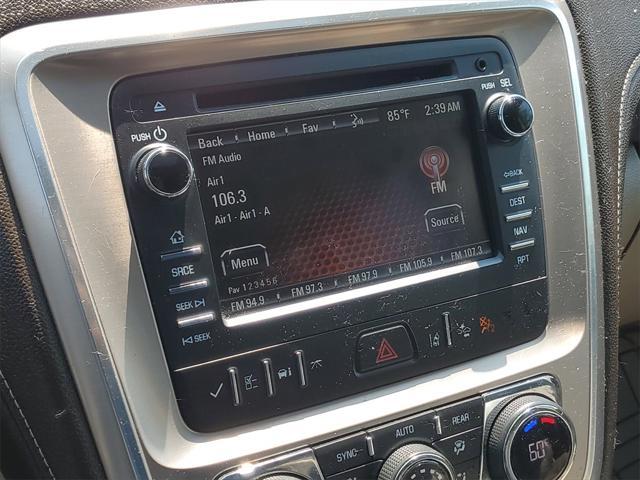 PUSH SEL
PUSH
Back Home Fav 85°F 2:39 AM
FM Audio
Air1
106.3
Air1 - Air1 - A
FM
Menu
Source
Fav 1 2 3 4 5 6
FM 94.9 FM 97.3 FM 97.9 FM 105.9 FM 107.3
SRCE
SEEK
SEEK
BACK
DEST
NAV
RPT
SYNC
AUTO
REAR
60°